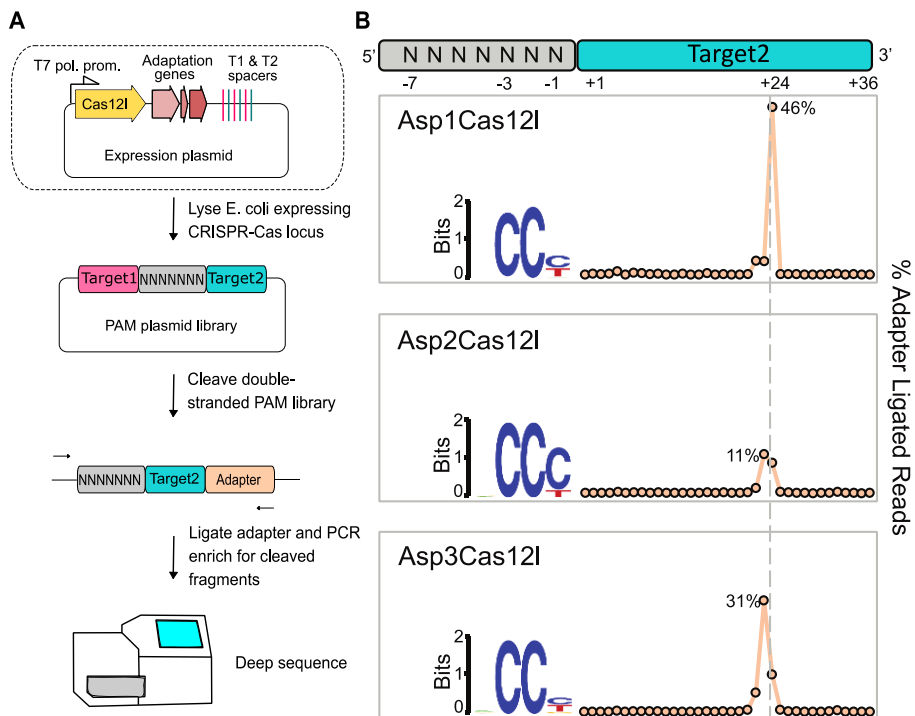 A
T7 pol. prom.
Adaptation
genes
T1 & T2
spacers
Cas12l
Expression plasmid
Lyse E. coli expressing
CRISPR-Cas locus
Target1 NNNNNNN Target2
PAM plasmid library
Cleave double-
stranded PAM library
NNNNNNN Target2 Adapter
Ligate adapter and PCR
enrich for cleaved
fragments
Deep sequence
B
5' N N N N N N N Target2 3'
-7 -3 -1 +1 +24 +36
Asp1Cas12l
46%
Bits
2
1
0
CCC
T
Asp2Cas12l
11%
Bits
2
1
0
CCC
T
Asp3Cas12l
31%
Bits
2
1
0
CCC
T
% Adapter Ligated Reads